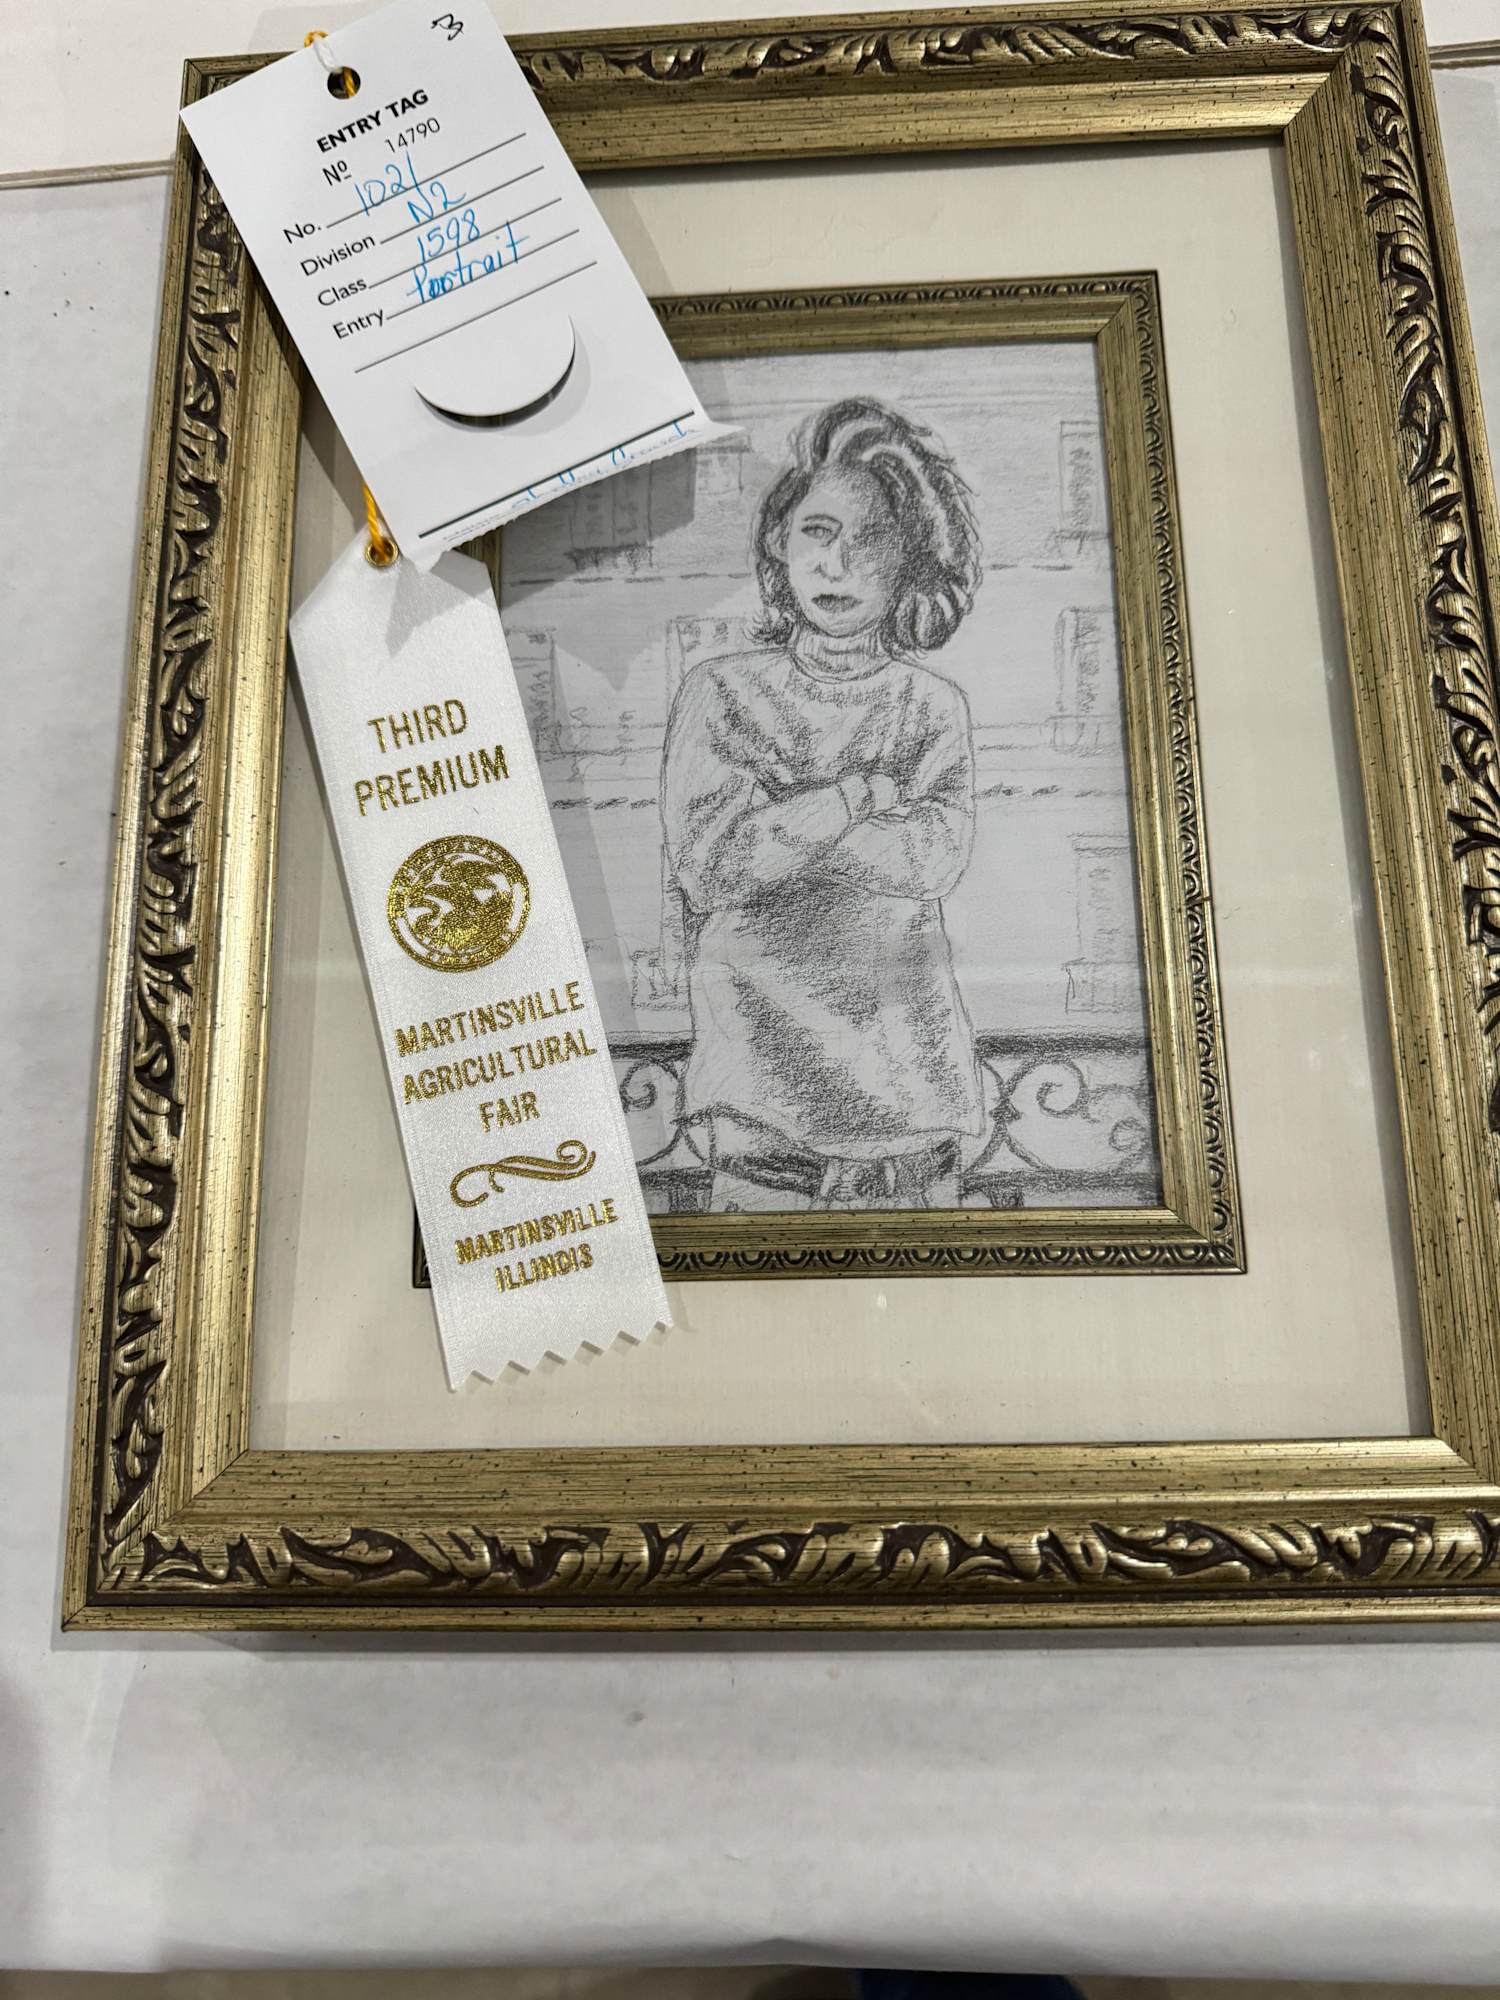 3
ENTRY TAG
Nº 14790
No. 1021
Division N2
Class 1598
Entry Portrait
THIRD
PREMIUM
MARTINSVILLE
AGRICULTURAL
FAIR
MARTINSVILLE
ILLINOIS